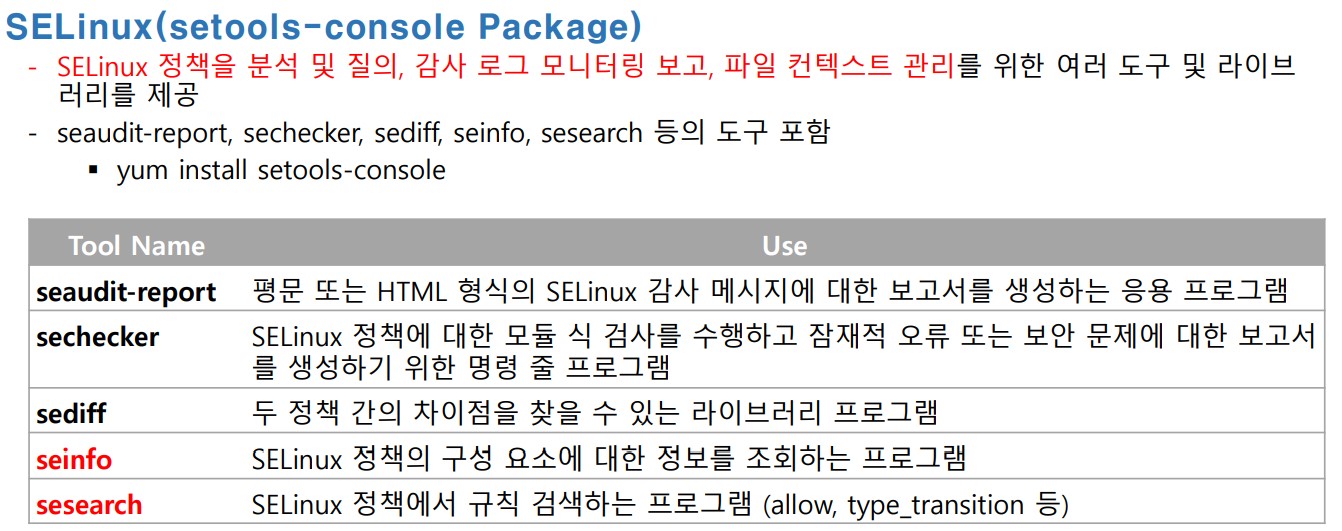 SELinux(setools-console Package)
- SELinux 정책을 분석 및 질의, 감사 로그 모니터링 보고, 파일 컨텍스트 관리를 위한 여러 도구 및 라이브
러리를 제공
- seaudit-report, sechecker, sediff, seinfo, sesearch 등의 도구 포함
▪ yum install setools-console
Tool Name Use
seaudit-report 평문 또는 HTML 형식의 SELinux 감사 메시지에 대한 보고서를 생성하는 응용 프로그램
sechecker SELinux 정책에 대한 모듈 식 검사를 수행하고 잠재적 오류 또는 보안 문제에 대한 보고서
를 생성하기 위한 명령 줄 프로그램
sediff 두 정책 간의 차이점을 찾을 수 있는 라이브러리 프로그램
seinfo SELinux 정책의 구성 요소에 대한 정보를 조회하는 프로그램
sesearch SELinux 정책에서 규칙 검색하는 프로그램 (allow, type_transition 등)